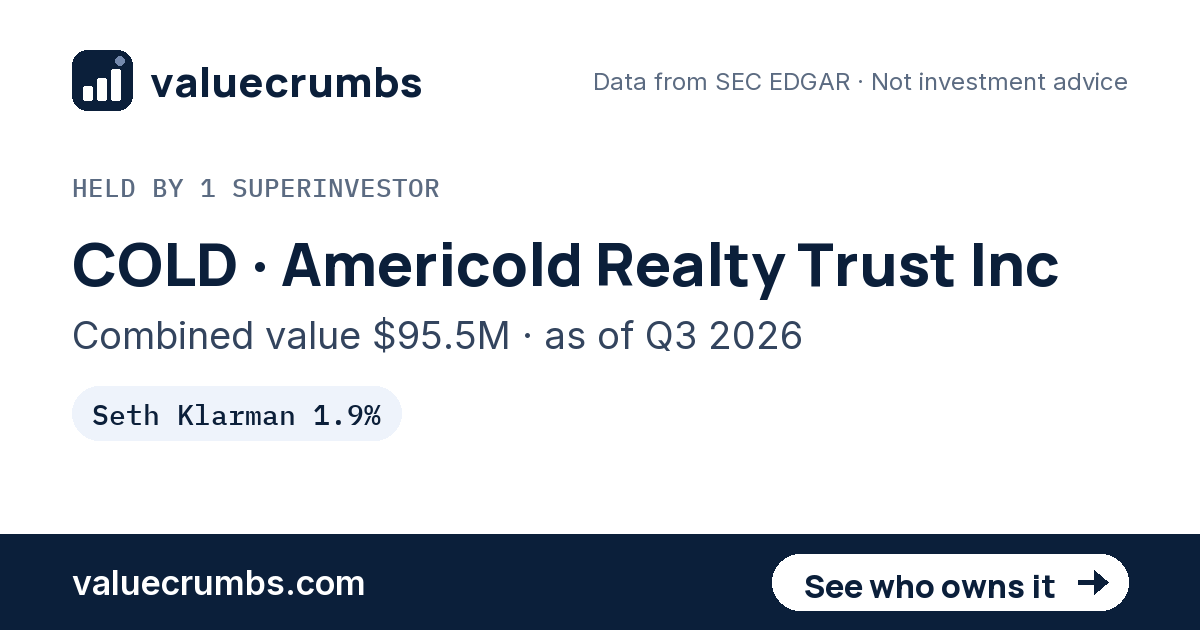 valuecrumbs
Data from SEC EDGAR · Not investment advice
HELD BY 1 SUPERINVESTOR
COLD · Americold Realty Trust Inc
Combined value $95.5M · as of Q3 2026
Seth Klarman 1.9%
valuecrumbs.com
See who owns it →